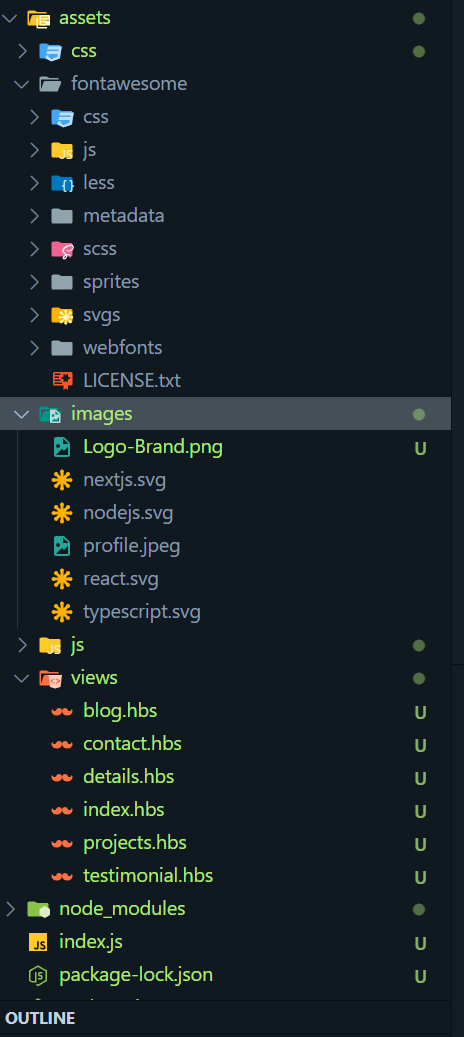 assets
css
fontawesome
css
js
less
metadata
scss
sprites
svgs
webfonts
LICENSE.txt
images
Logo-Brand.png U
nextjs.svg
nodejs.svg
profile.jpeg
react.svg
typescript.svg
js
views
blog.hbs U
contact.hbs U
details.hbs U
index.hbs U
projects.hbs U
testimonial.hbs U
node_modules
index.js U
package-lock.json U
OUTLINE